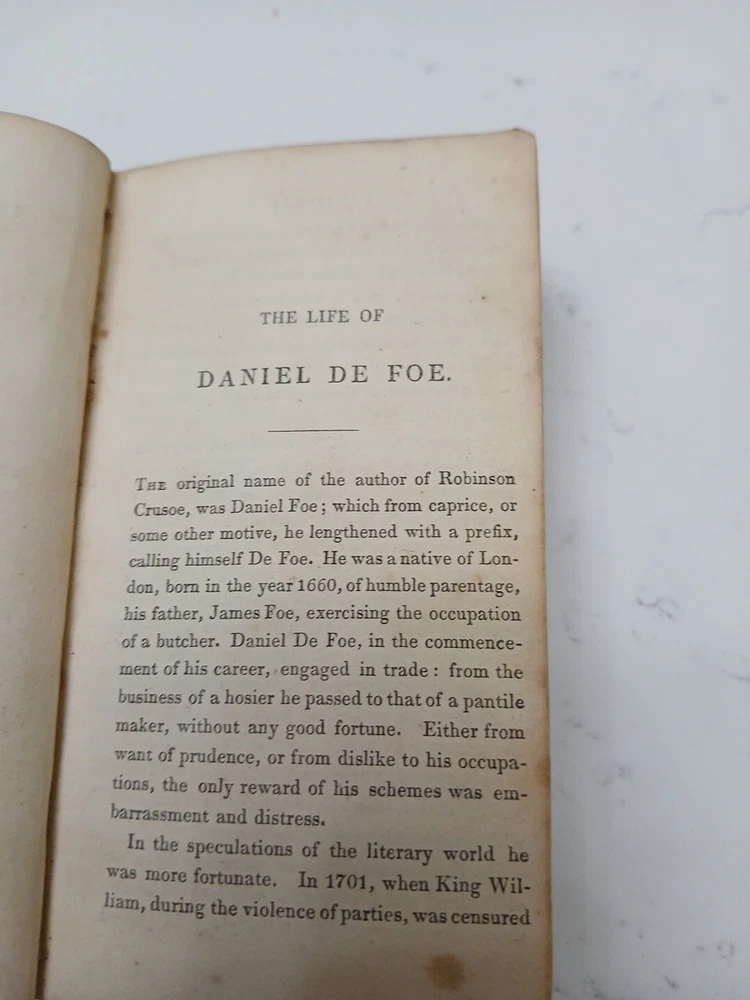 THE LIFE OF
DANIEL DE FOE.
THE original name of the author of Robinson
Crusoe, was Daniel Foe; which from caprice, or
some other motive, he lengthened with a prefix,
calling himself De Foe. He was a native of Lon-
don, born in the year 1660, of humble parentage,
his father, James Foe, exercising the occupation
of a butcher. Daniel De Foe, in the commence-
ment of his career, engaged in trade: from the
business of a hosier he passed to that of a pantile
maker, without any good fortune. Either from
want of prudence, or from dislike to his occupa-
tions, the only reward of his schemes was em-
barrassment and distress.
In the speculations of the literary world he
was more fortunate. In 1701, when King Wil-
liam, during the violence of parties, was censured